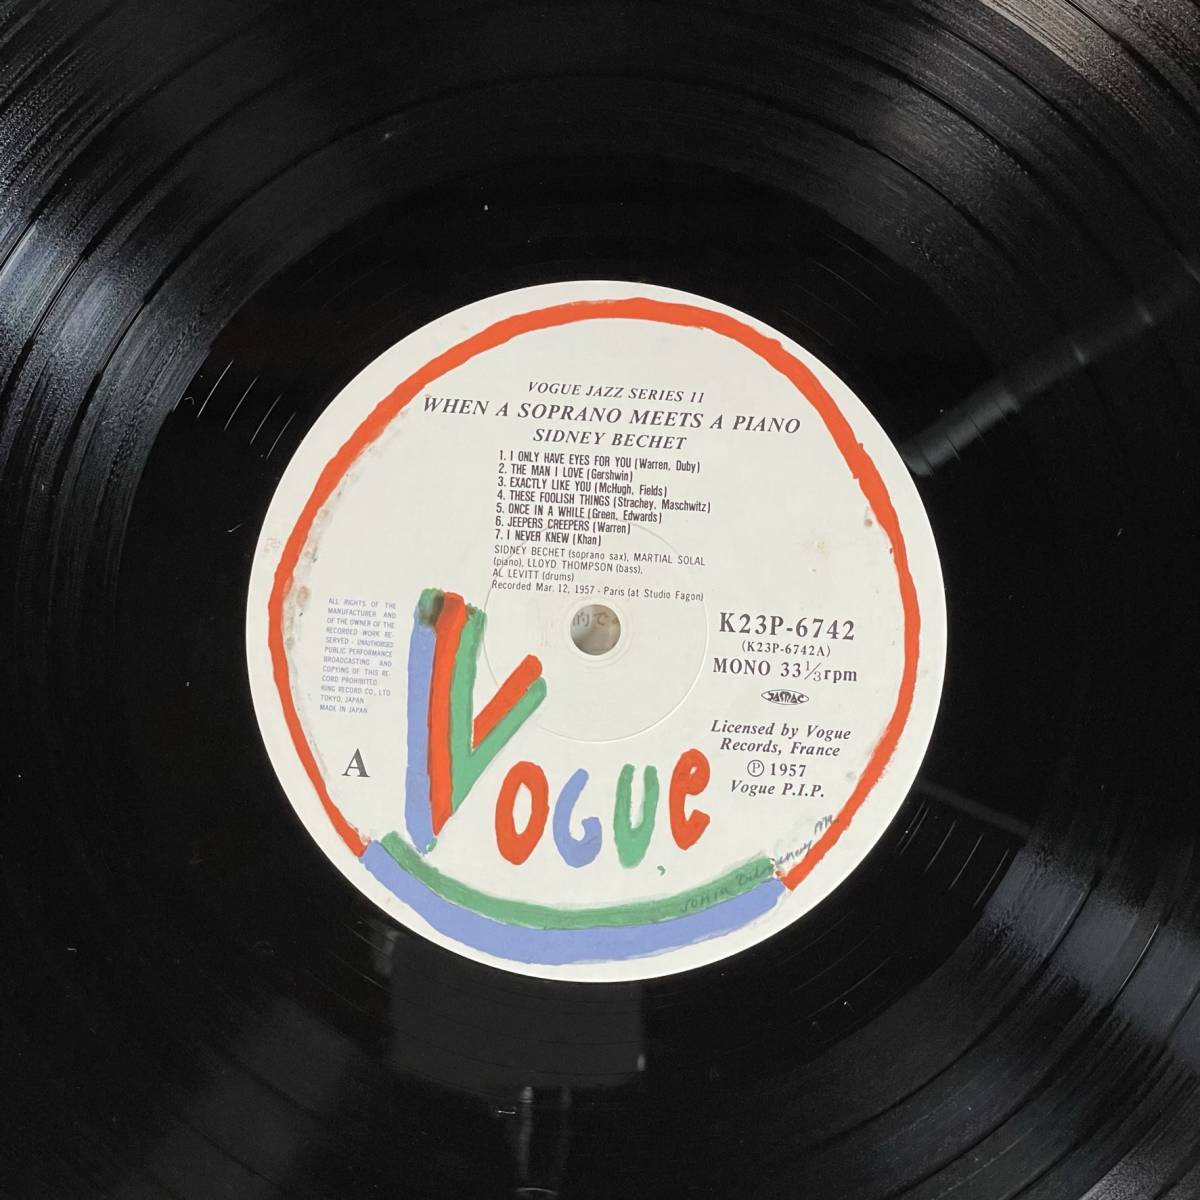 VOGUE JAZZ SERIES 11
WHEN A SOPRANO MEETS A PIANO
SIDNEY BECHET
1. I ONLY HAVE EYES FOR YOU (Warren, Duby)
2. THE MAN I LOVE (Gershwin)
3. EXACTLY LIKE YOU (McHugh, Fields)
4. THESE FOOLISH THINGS (Strachey, Maschwitz)
5. ONCE IN A WHILE (Green, Edwards)
6. JEEPERS CREEPERS (Warren)
7. I NEVER KNEW (Khan)
SIDNEY BECHET (soprano sax), MARTIAL SOLAL
(piano), LLOYD THOMPSON (bass),
AL LEVITT (drums)
Recorded Mar. 12, 1957 - Paris (at Studio Fagon)
ALL RIGHTS OF THE
MANUFACTURER AND
OF THE OWNER OF THE
RECORDED WORK RE-
SERVED - UNAUTHORISED
PUBLIC PERFORMANCE
BROADCASTING AND
COPYING OF THIS RE-
CORD PROHIBITED
KING RECORD CO., LTD
TOKYO, JAPAN
MADE IN JAPAN
K23P-6742
(K23P-6742A)
MONO 33⅓rpm
JASRAC
Licensed by Vogue
Records, France
Ⓟ 1957
Vogue P.I.P.
A
VOGUE
的で